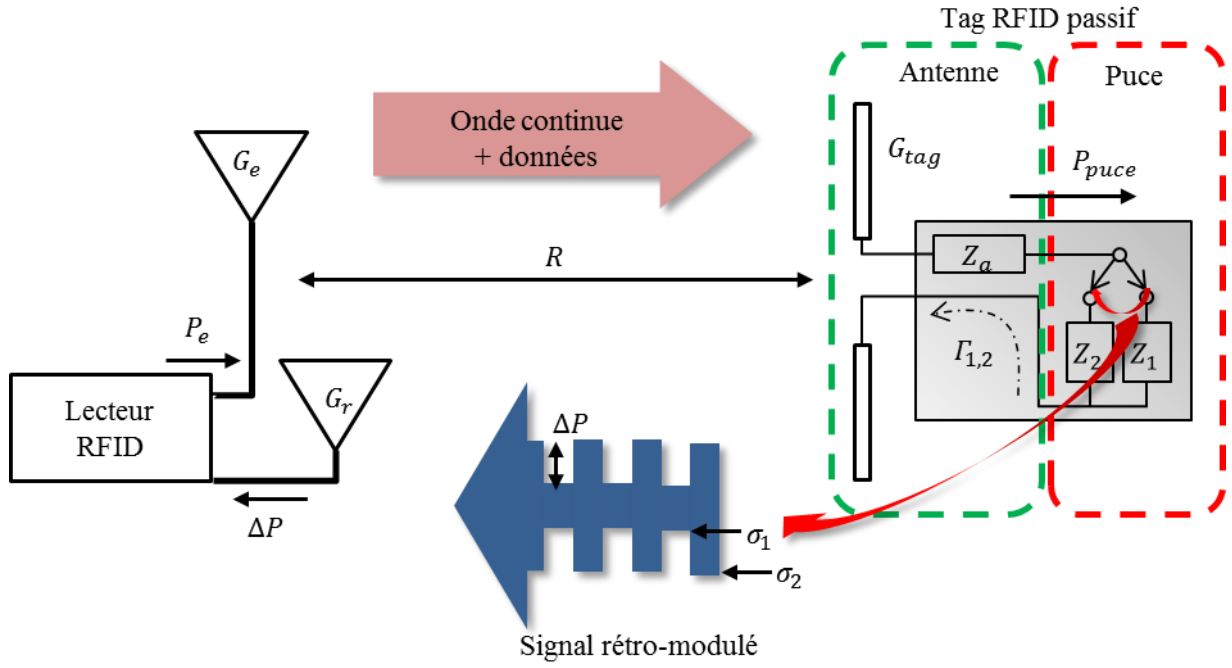 Tag RFID passif
Antenne
Puce
Onde continue
+ données
G_e
G_tag
P_puce
R
Z_a
P_e
Γ_1,2
Z_2
Z_1
Lecteur
RFID
G_r
ΔP
ΔP
σ_1
σ_2
Signal rétro-modulé